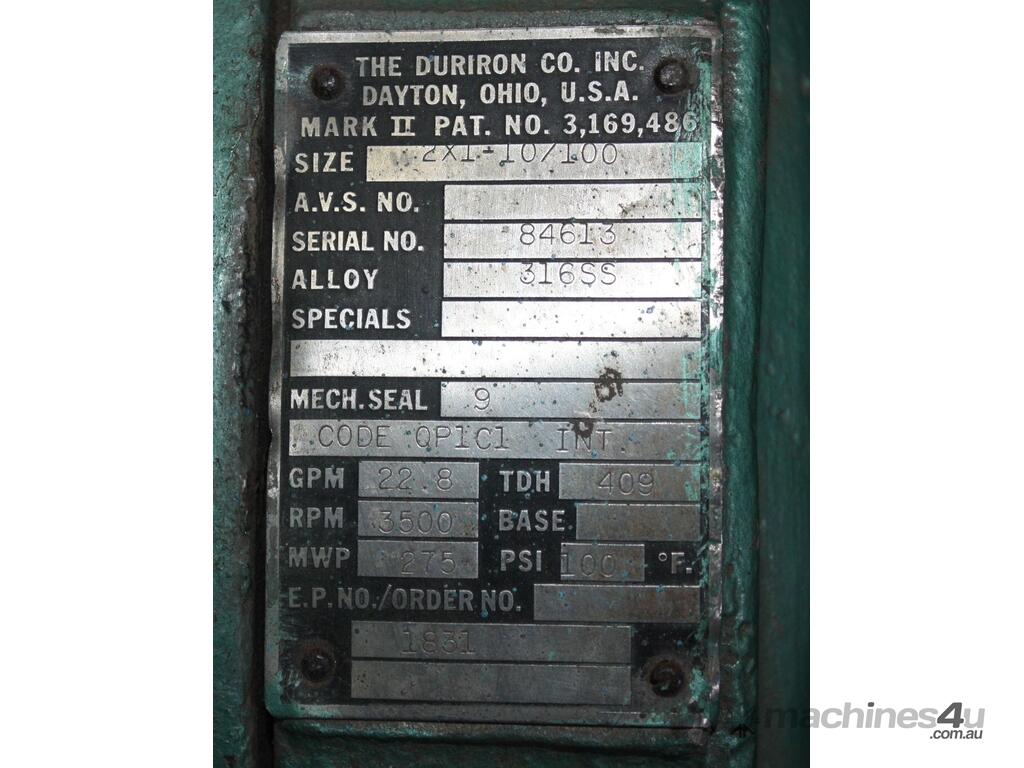 THE DURIRON CO. INC.
DAYTON, OHIO, U.S.A.
MARK II PAT. NO. 3,169,486
SIZE 2X1-10/100
A.V.S. NO.
SERIAL NO. 84613
ALLOY 316SS
SPECIALS
MECH. SEAL 9
CODE QP1C1 INT.
GPM 22.8 TDH 409
RPM 3500 BASE
MWP 275 PSI 100 °F.
E.P. NO./ORDER NO.
1831
machines4u
.com.au